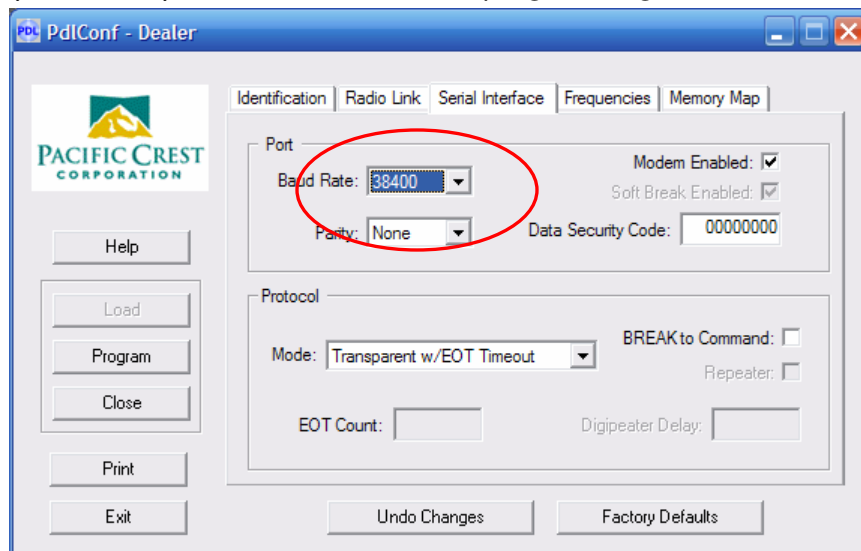 PDL PdlConf - Dealer
Identification Radio Link Serial Interface Frequencies Memory Map
PACIFIC CREST
CORPORATION
Port
Baud Rate: 38400
Modem Enabled:
Soft Break Enabled:
Parity: None
Data Security Code: 00000000
Help
Load
Program
Close
Print
Exit
Protocol
Mode: Transparent w/EOT Timeout
BREAK to Command:
Repeater:
EOT Count:
Digipeater Delay:
Undo Changes
Factory Defaults